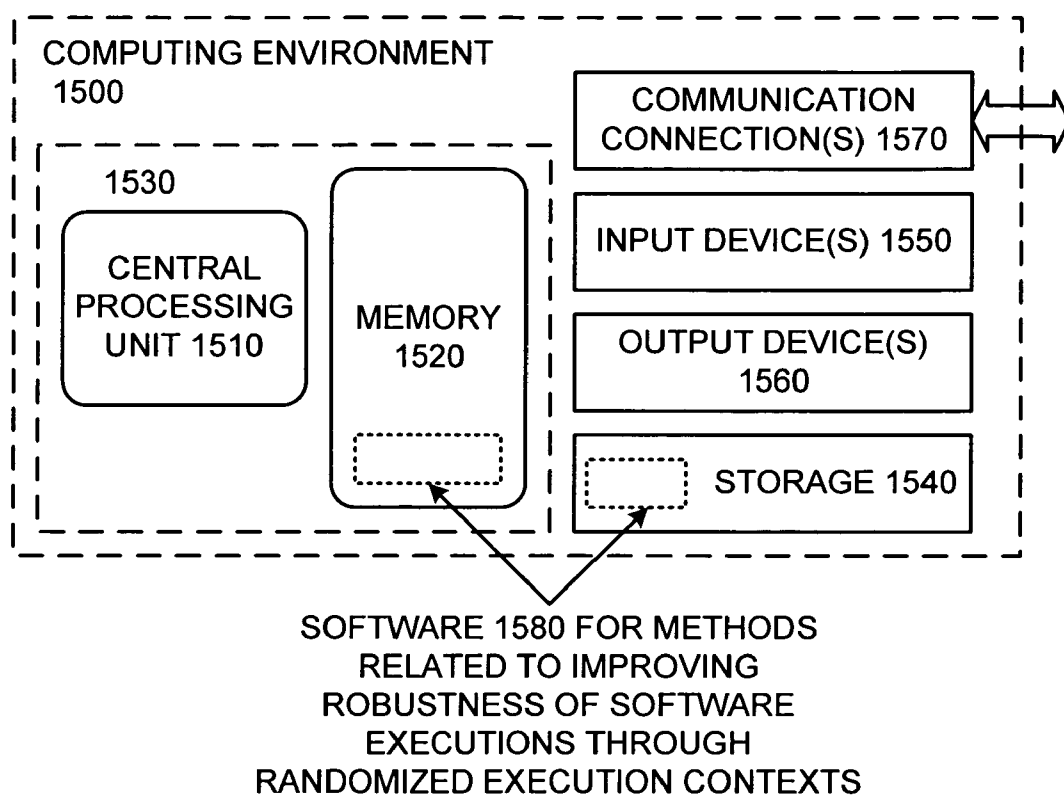 COMPUTING ENVIRONMENT
1500
1530
CENTRAL
PROCESSING
UNIT 1510
MEMORY
1520
COMMUNICATION
CONNECTION(S) 1570
INPUT DEVICE(S) 1550
OUTPUT DEVICE(S)
1560
STORAGE 1540
SOFTWARE 1580 FOR METHODS
RELATED TO IMPROVING
ROBUSTNESS OF SOFTWARE
EXECUTIONS THROUGH
RANDOMIZED EXECUTION CONTEXTS